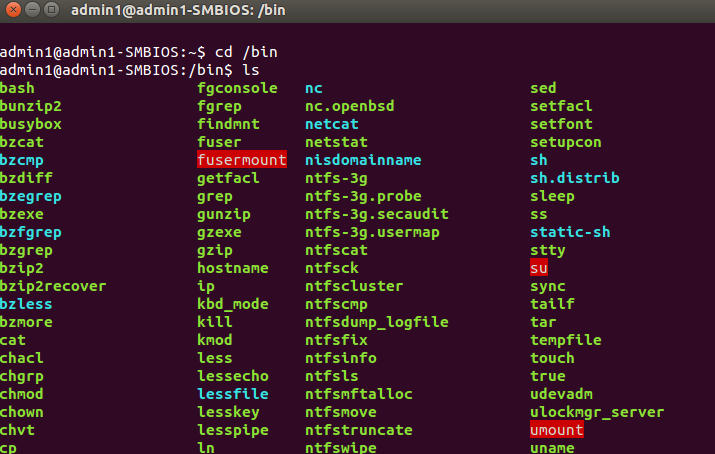 admin1@admin1-SMBIOS: /bin
admin1@admin1-SMBIOS:~$ cd /bin
admin1@admin1-SMBIOS:/bin$ ls
bash fgconsole nc sed
bunzip2 fgrep nc.openbsd setfacl
busybox findmnt netcat setfont
bzcat fuser netstat setupcon
bzcmp fusermount nisdomainname sh
bzdiff getfacl ntfs-3g sh.distrib
bzegrep grep ntfs-3g.probe sleep
bzexe gunzip ntfs-3g.secaudit ss
bzfgrep gzexe ntfs-3g.usermap static-sh
bzgrep gzip ntfscat stty
bzip2 hostname ntfsck su
bzip2recover ip ntfscluster sync
bzless kbd_mode ntfscmp tailf
bzmore kill ntfsdump_logfile tar
cat kmod ntfsfix tempfile
chacl less ntfsinfo touch
chgrp lessecho ntfsls true
chmod lessfile ntfsmftalloc udevadm
chown lesskey ntfsmove ulockmgr_server
chvt lesspipe ntfstruncate umount
cp ln ntfswipe uname